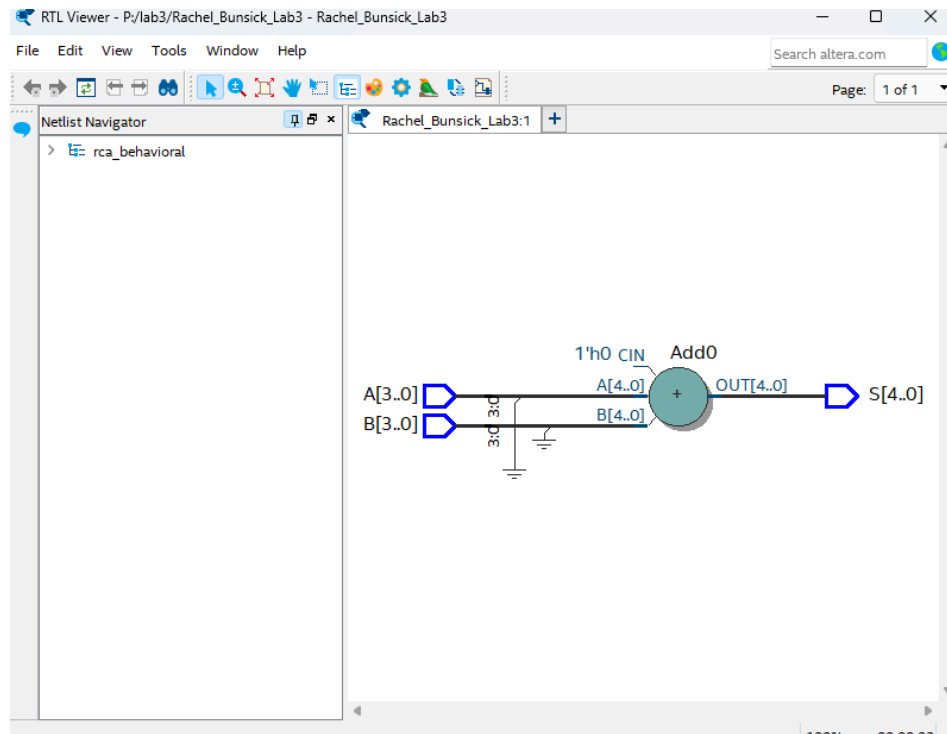 RTL Viewer - P:/lab3/Rachel_Bunsick_Lab3 - Rachel_Bunsick_Lab3
File Edit View Tools Window Help
Search altera.com
Page: 1 of 1
Netlist Navigator
Rachel_Bunsick_Lab3:1
rca_behavioral
1'h0 CIN Add0
A[3..0] 3:0 A[4..0] + OUT[4..0] S[4..0]
B[3..0] 3:0 B[4..0]